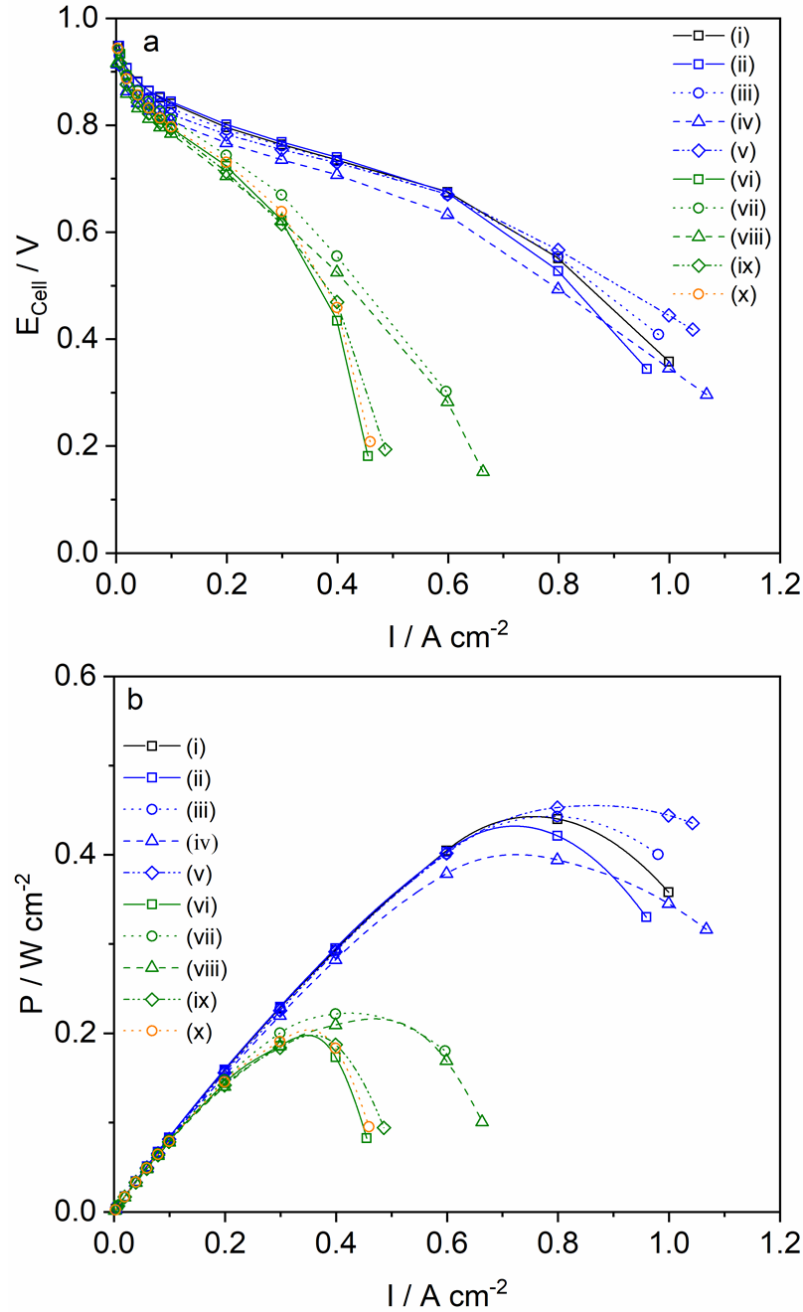 a
1.0
0.8
0.6
0.4
0.2
0.0
E_Cell / V
(i)
(ii)
(iii)
(iv)
(v)
(vi)
(vii)
(viii)
(ix)
(x)
0.0 0.2 0.4 0.6 0.8 1.0 1.2
I / A cm⁻²
b
0.6
0.4
0.2
0.0
P / W cm⁻²
(i)
(ii)
(iii)
(iv)
(v)
(vi)
(vii)
(viii)
(ix)
(x)
0.0 0.2 0.4 0.6 0.8 1.0 1.2
I / A cm⁻²